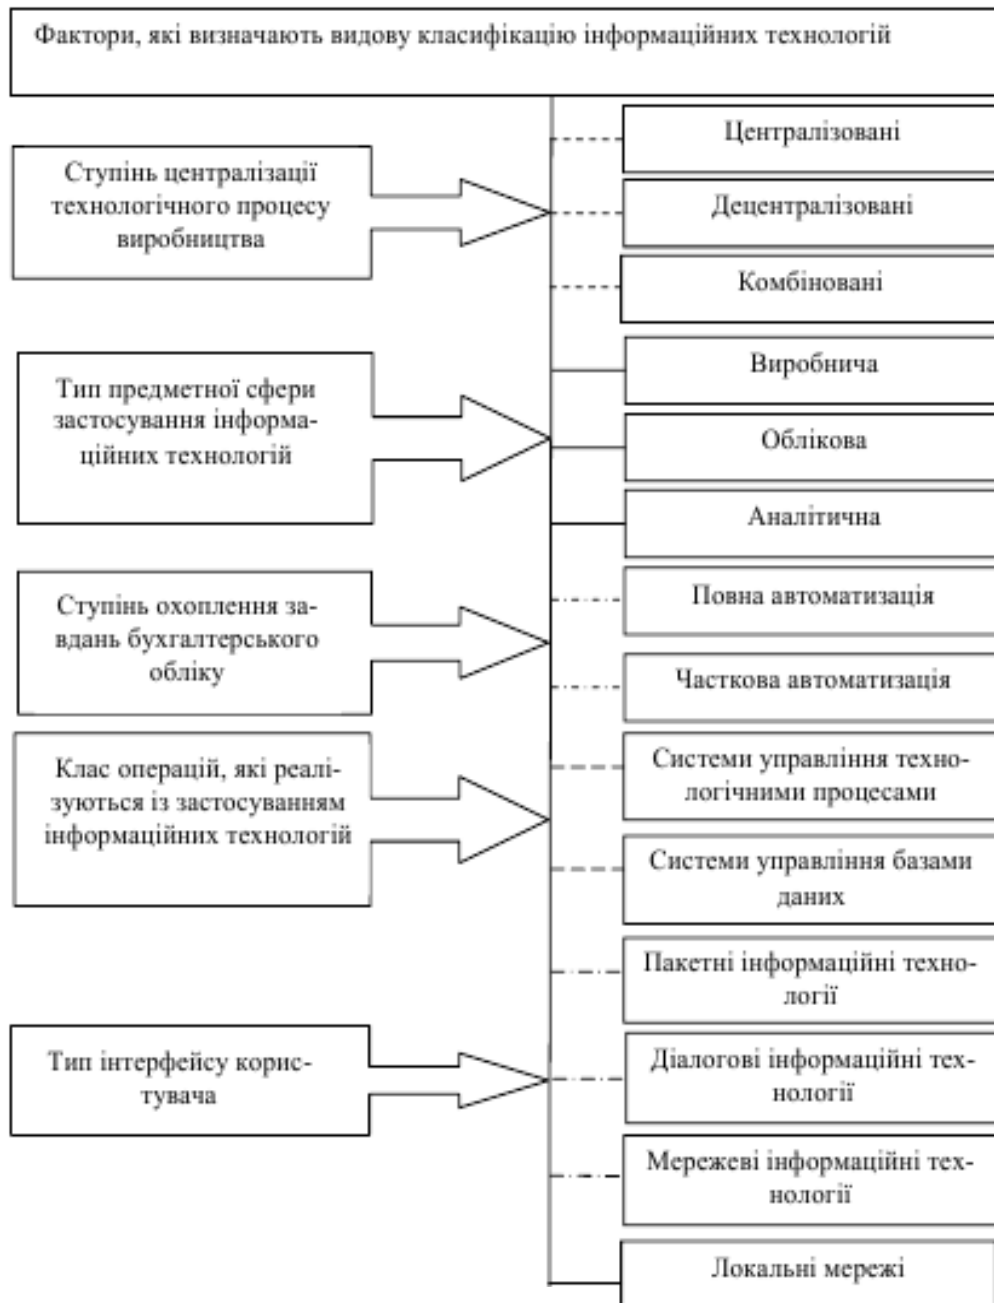 Фактори, які визначають видову класифікацію інформаційних технологій
Ступінь централізації
технологічного процесу
виробництва
Централізовані
Децентралізовані
Комбіновані
Тип предметної сфери
застосування інформа-
ційних технологій
Виробнича
Облікова
Аналітична
Ступінь охоплення за-
вдань бухгалтерського
обліку
Повна автоматизація
Часткова автоматизація
Клас операцій, які реалі-
зуються із застосуванням
інформаційних технологій
Системи управління техно-
логічними процесами
Системи управління базами
даних
Тип інтерфейсу корис-
тувача
Пакетні інформаційні техно-
логії
Діалогові інформаційні тех-
нології
Мережеві інформаційні тех-
нології
Локальні мережі